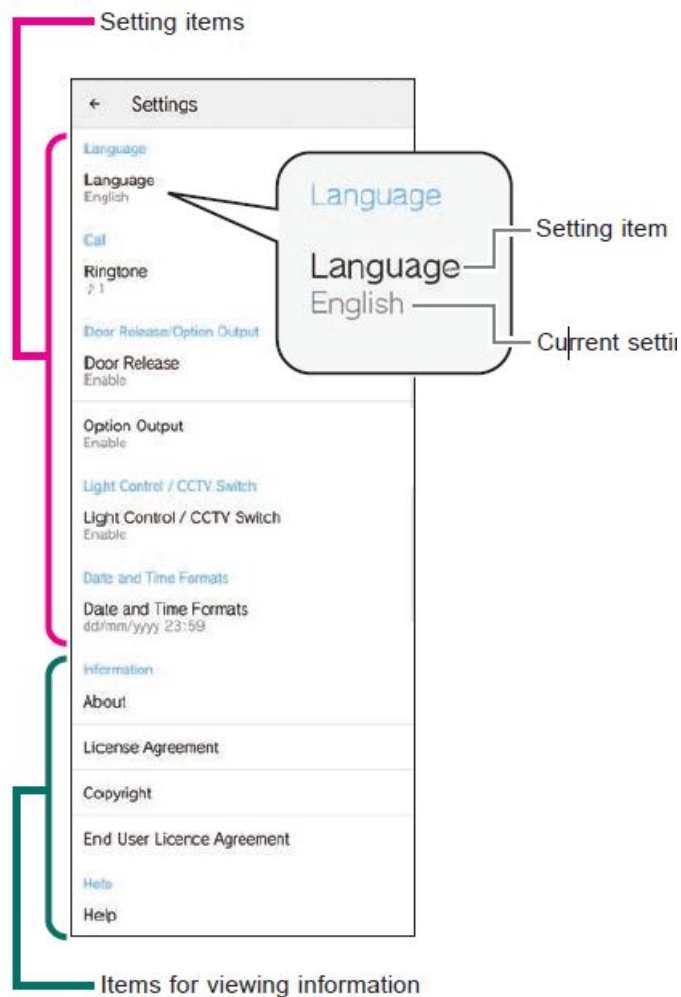 Setting items
← Settings
Language
Language
English
Language
Language
English
Setting item
Current
Call
Ringtone
♪ 1
Door Release/Option Output
Door Release
Enable
Option Output
Enable
Light Control / CCTV Switch
Light Control / CCTV Switch
Enable
Date and Time Formats
Date and Time Formats
dd/mm/yyyy 23:59
Information
About
License Agreement
Copyright
End User Licence Agreement
Help
Help
Items for viewing information